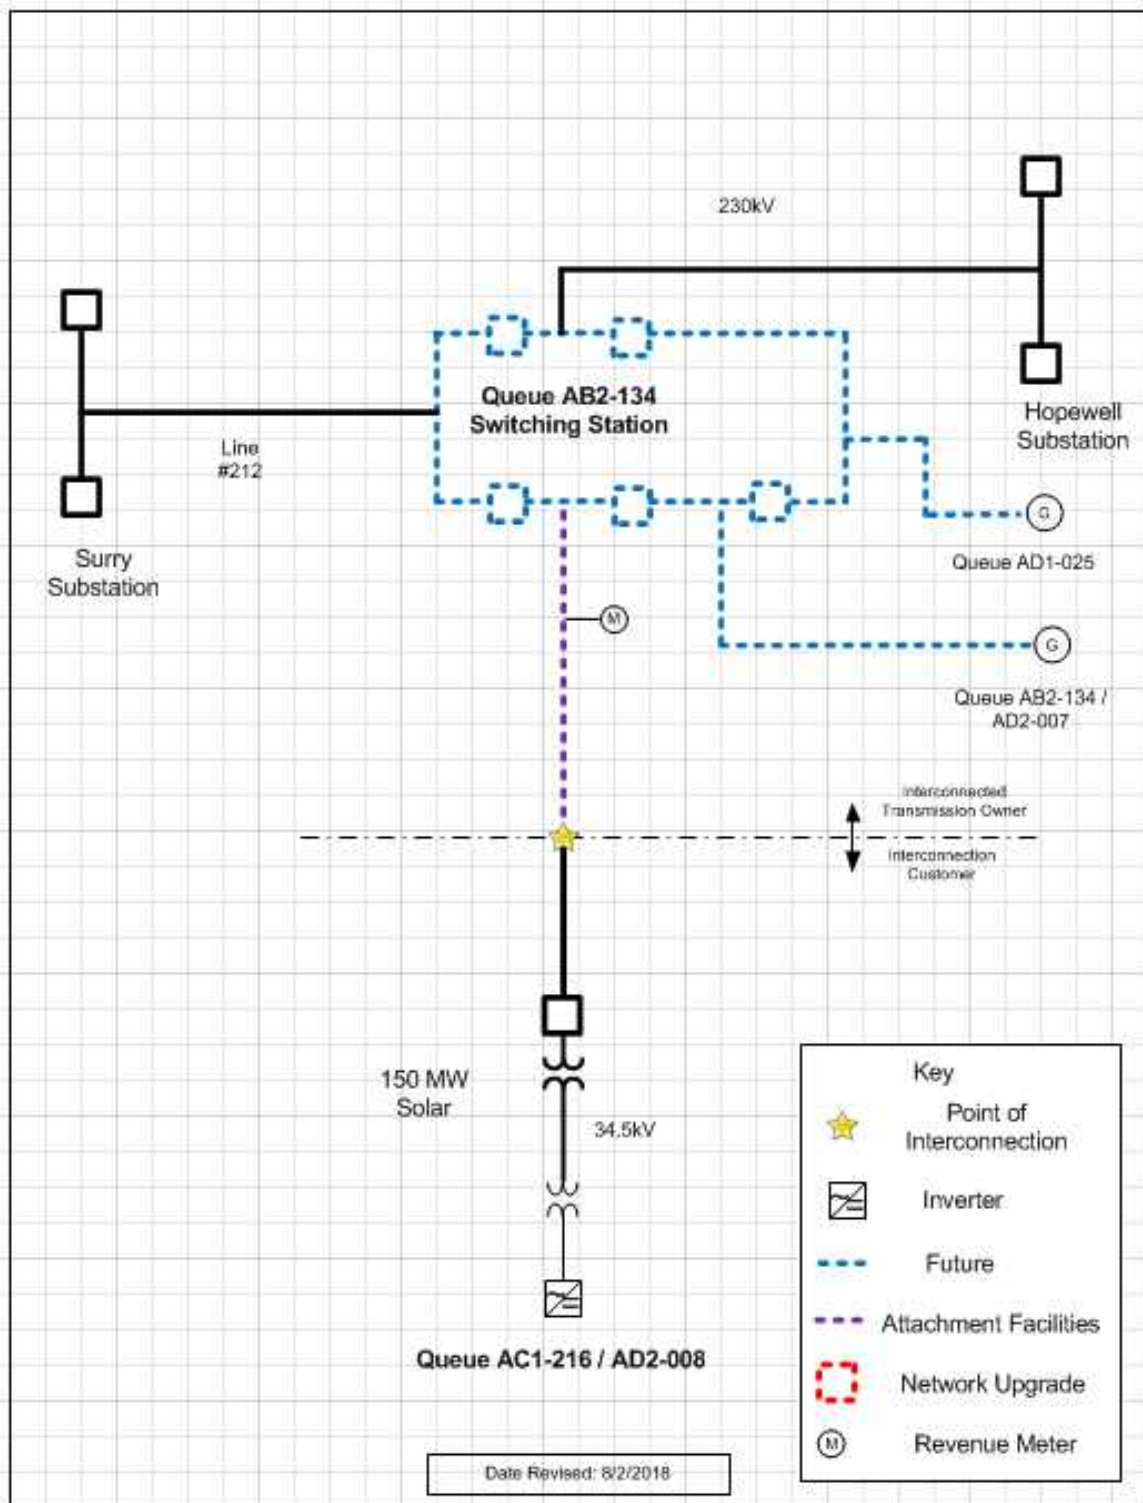 230kV
Queue AB2-134
Switching Station
Hopewell
Substation
Line
#212
G
Queue AD1-025
Surry
Substation
M
G
Queue AB2-134 /
AD2-007
Interconnected
Transmission Owner
Interconnection
Customer
150 MW
Solar
34.5kV
Queue AC1-216 / AD2-008
Key
Point of
Interconnection
Inverter
Future
Attachment Facilities
Network Upgrade
M
Revenue Meter
Date Revised: 8/2/2018